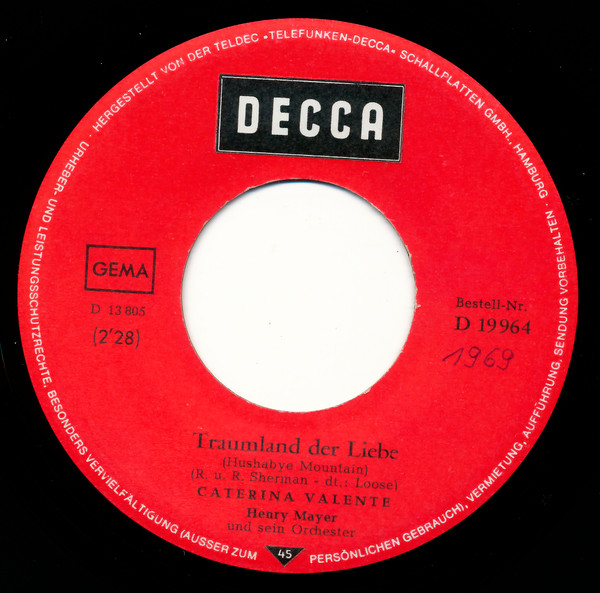 DECCA
GEMA
D 13 805
(2'28)
Bestell-Nr.
D 19964
1969
Traumland der Liebe
(Hushabye Mountain)
(R. u. R. Sherman - dt.: Loose)
CATERINA VALENTE
Henry Mayer
und sein Orchester
45
· HERGESTELLT VON DER TELDEC »TELEFUNKEN-DECCA« SCHALLPLATTEN GMBH., HAMBURG · URHEBER- UND LEISTUNGSSCHUTZRECHTE, BESONDERS VERVIELFÄLTIGUNG (AUSSER ZUM PERSÖNLICHEN GEBRAUCH), VERMIETUNG, AUFFÜHRUNG, SENDUNG VORBEHALTEN ·